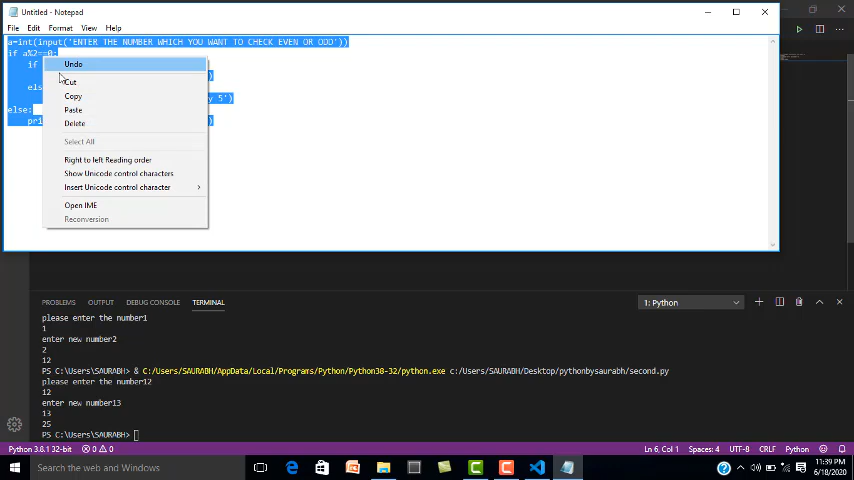 Untitled - Notepad
File Edit Format View Help
a=int(input('ENTER THE NUMBER WHICH YOU WANT TO CHECK EVEN OR ODD'))
if a%2==0:
if
els
y 5')
else:
pri
)
Undo
Cut
Copy
Paste
Delete
Select All
Right to left Reading order
Show Unicode control characters
Insert Unicode control character
Open IME
Reconversion
PROBLEMS OUTPUT DEBUG CONSOLE TERMINAL 1: Python
please enter the number1
1
enter new number2
2
12
PS C:\Users\SAURABH> & C:/Users/SAURABH/AppData/Local/Programs/Python/Python38-32/python.exe c:/Users/SAURABH/Desktop/pythonbysaurabh/second.py
please enter the number12
12
enter new number13
13
25
PS C:\Users\SAURABH>
Python 3.8.1 32-bit 0 0 Ln 6, Col 1 Spaces: 4 UTF-8 CRLF Python
Search the web and Windows
11:39 PM
6/18/2020